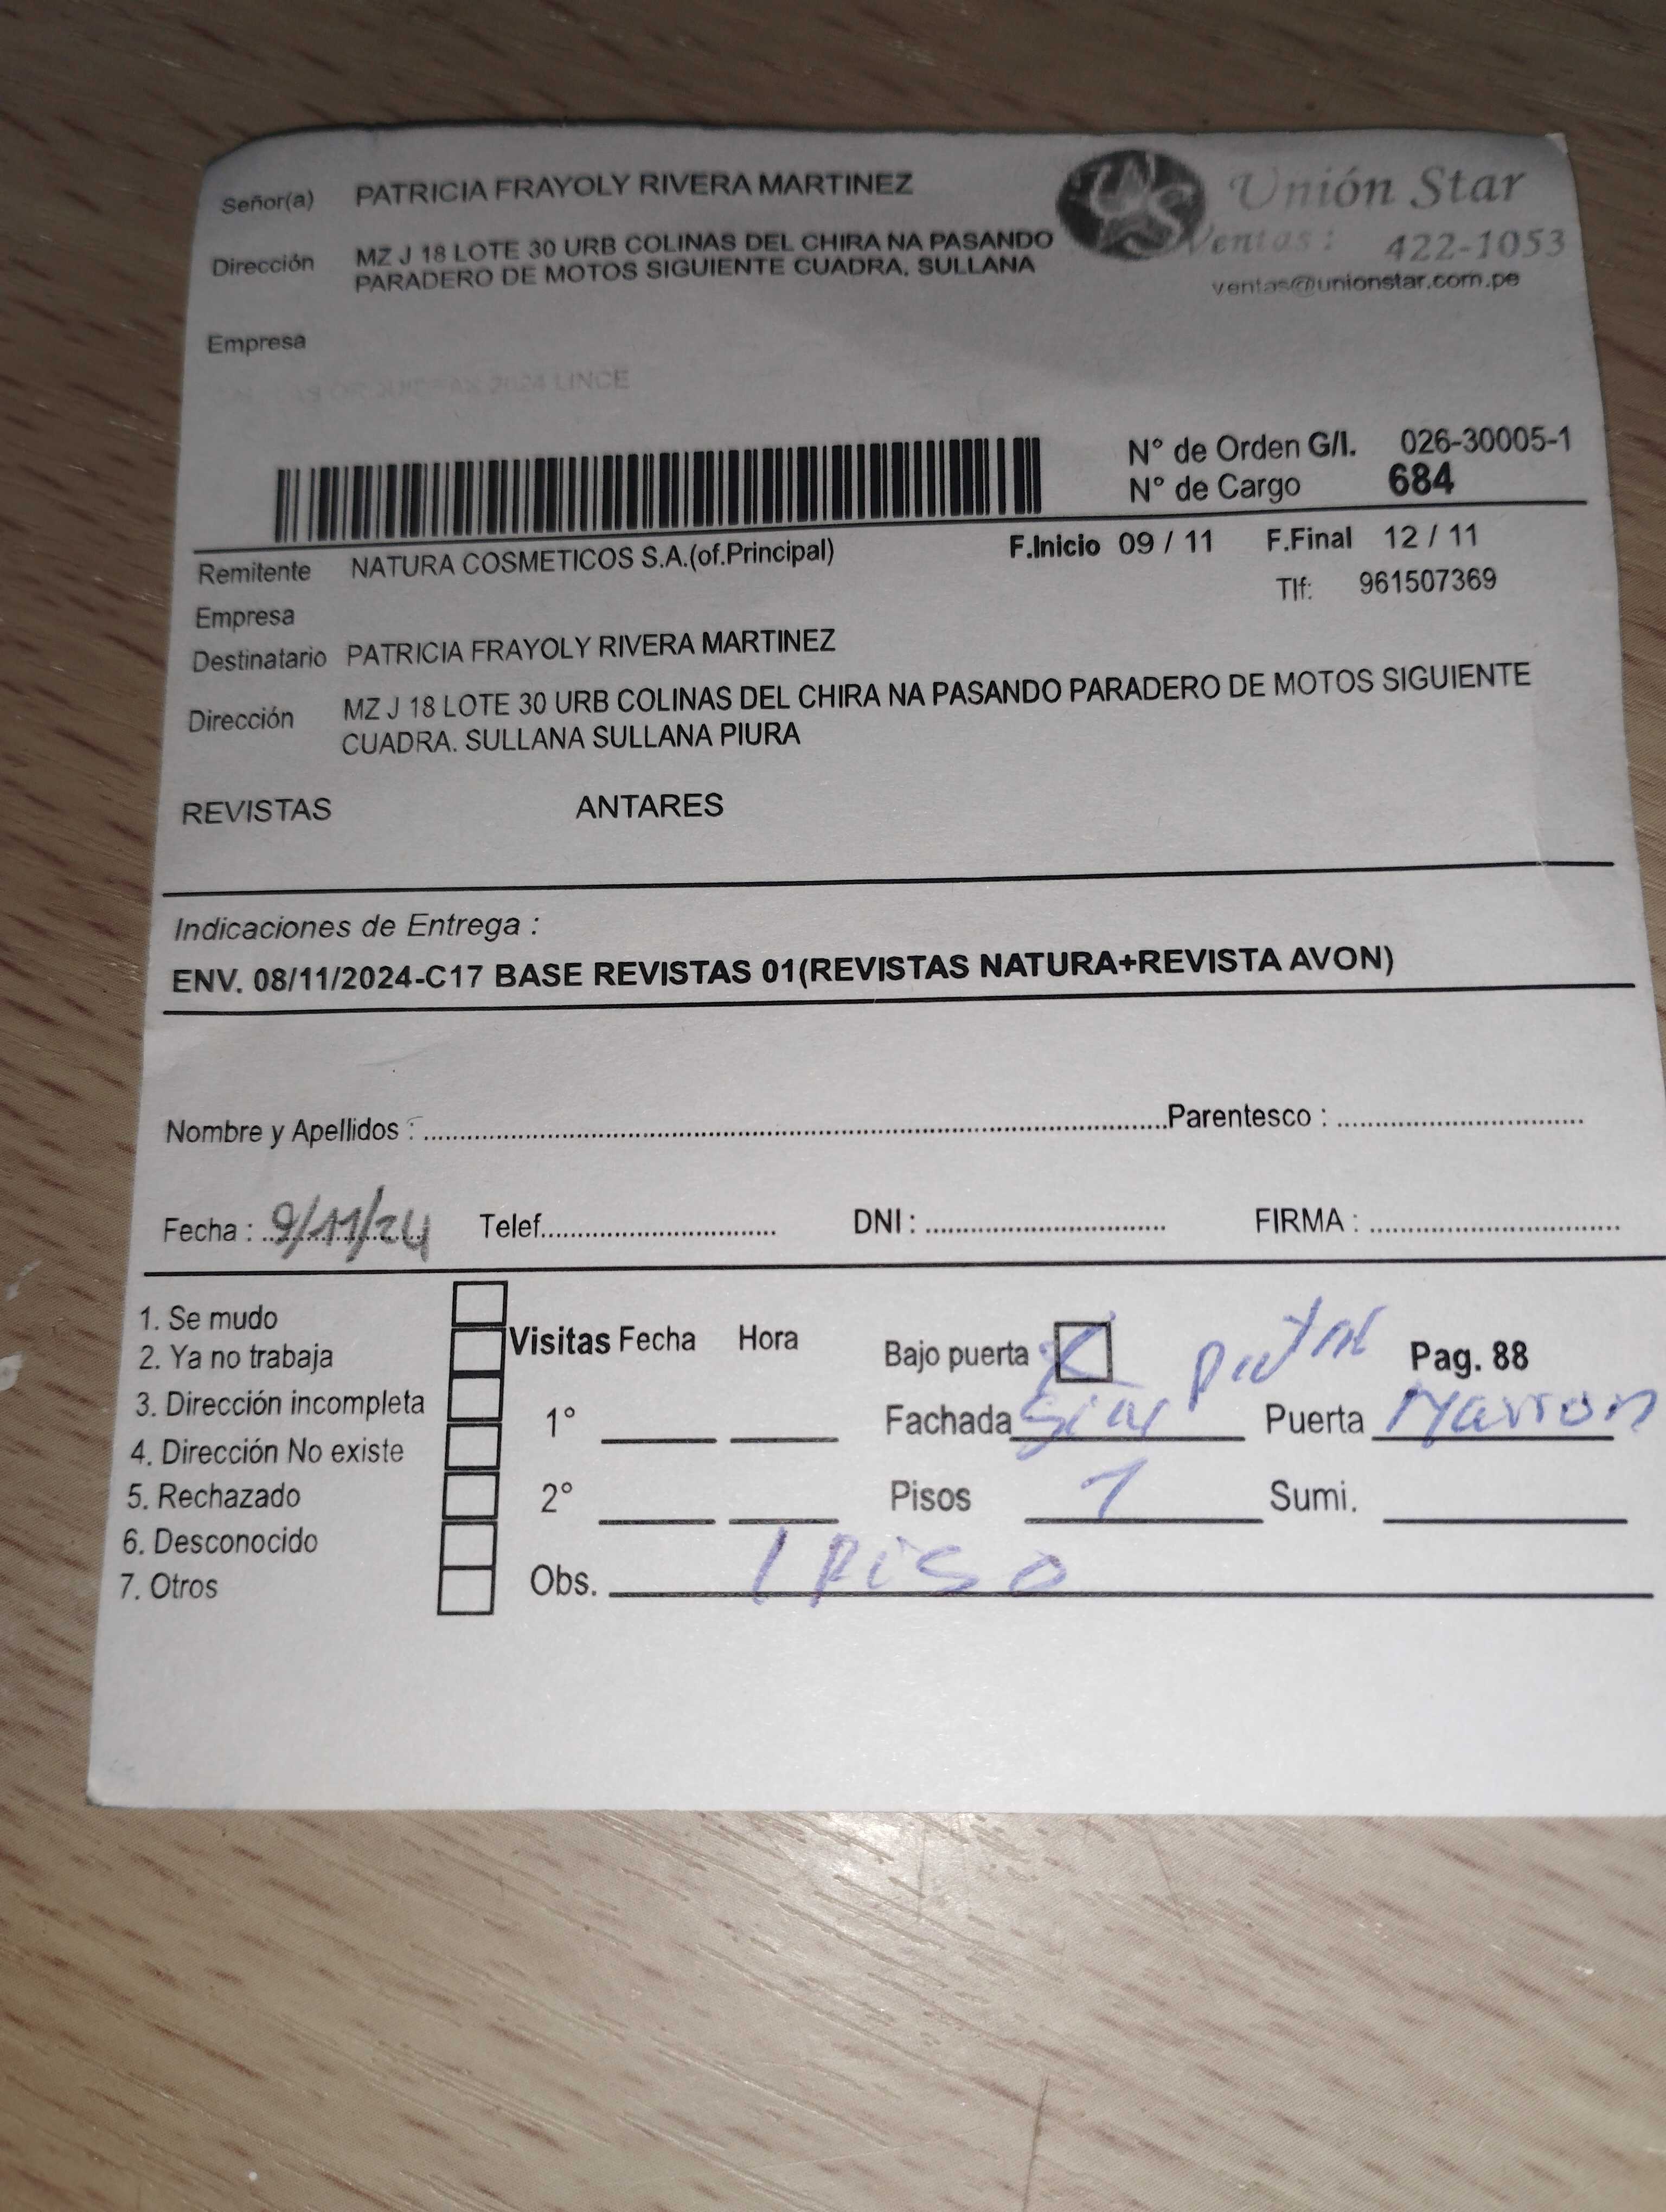 Señor(a) PATRICIA FRAYOLY RIVERA MARTINEZ
Unión Star
Dirección MZ J 18 LOTE 30 URB COLINAS DEL CHIRA NA PASANDO
PARADERO DE MOTOS SIGUIENTE CUADRA. SULLANA
Ventas: 422-1053
ventas@unionstar.com.pe
Empresa
2024 LINCE
N° de Orden G/I. 026-30005-1
N° de Cargo 684
Remitente NATURA COSMETICOS S.A.(of.Principal) F.Inicio 09 / 11 F.Final 12 / 11
Tlf: 961507369
Empresa
Destinatario PATRICIA FRAYOLY RIVERA MARTINEZ
Dirección MZ J 18 LOTE 30 URB COLINAS DEL CHIRA NA PASANDO PARADERO DE MOTOS SIGUIENTE
CUADRA. SULLANA SULLANA PIURA
REVISTAS ANTARES
Indicaciones de Entrega :
ENV. 08/11/2024-C17 BASE REVISTAS 01(REVISTAS NATURA+REVISTA AVON)
Nombre y Apellidos : Parentesco :
Fecha : 9/11/24 Telef. DNI : FIRMA :
1. Se mudo
2. Ya no trabaja
3. Dirección incompleta
4. Dirección No existe
5. Rechazado
6. Desconocido
7. Otros
Visitas Fecha Hora
1°
2°
Bajo puerta X Pag. 88
Fachada Sin Puerta Marron
Pisos 1 Sumi.
Obs. 1 PiSo